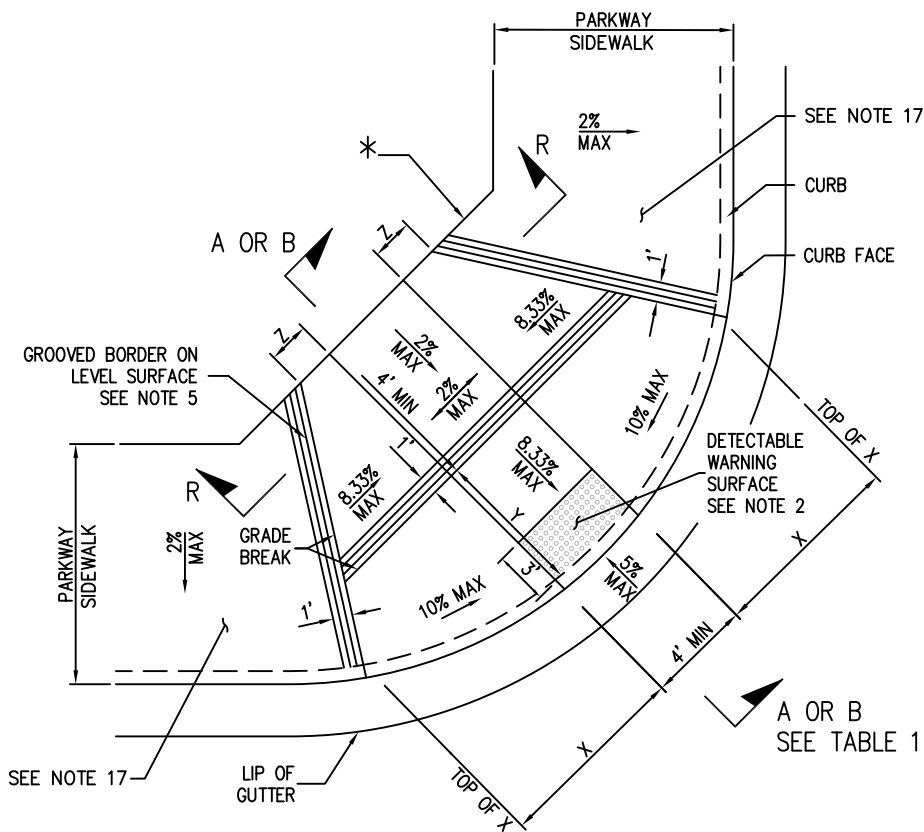 PARKWAY
SIDEWALK
SEE NOTE 17
2%
MAX
R
*
CURB
A OR B
Z
1'
CURB FACE
8.33%
MAX
Z
GROOVED BORDER ON
LEVEL SURFACE
SEE NOTE 5
2%
MAX
2%
MAX
4' MIN
10% MAX
TOP OF X
1'
DETECTABLE
WARNING
SURFACE
SEE NOTE 2
8.33%
MAX
R
8.33%
MAX
GRADE
BREAK
Y
X
PARKWAY
SIDEWALK
2%
MAX
3'
5%
MAX
10% MAX
1'
4' MIN
A OR B
SEE TABLE 1
X
SEE NOTE 17
LIP OF
GUTTER
TOP OF X